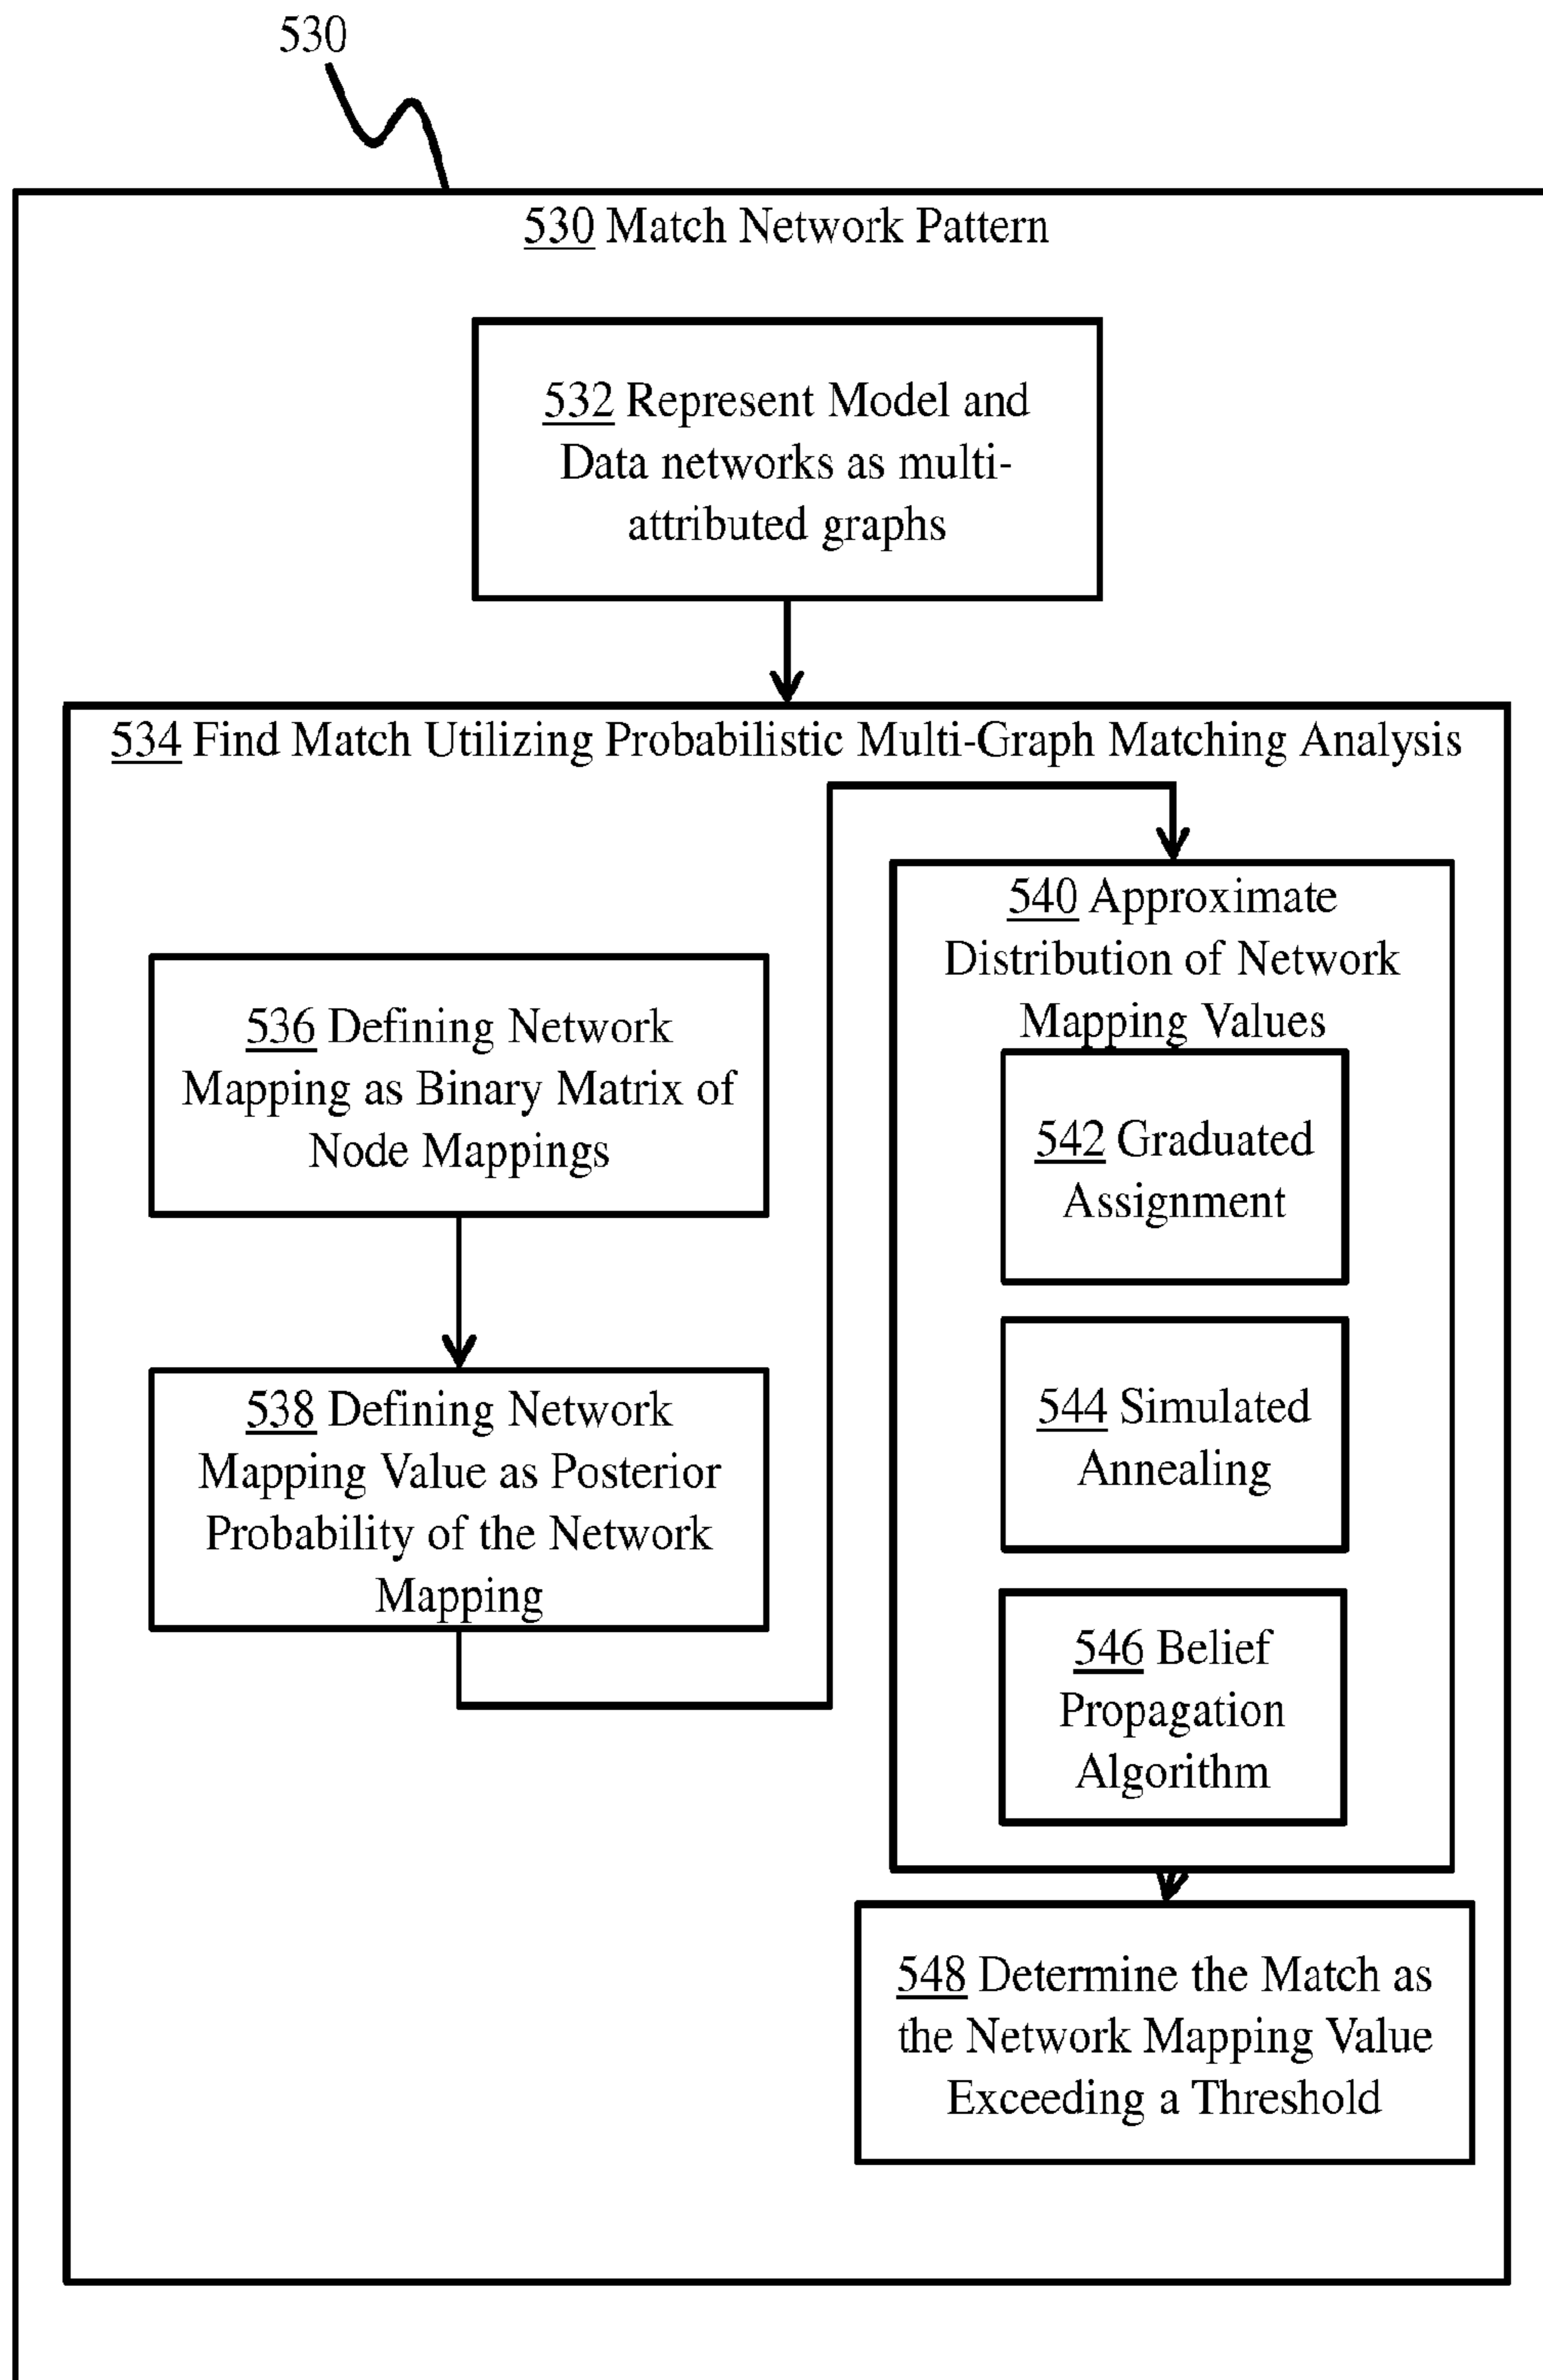 530
530 Match Network Pattern
532 Represent Model and
Data networks as multi-
attributed graphs
534 Find Match Utilizing Probabilistic Multi-Graph Matching Analysis
536 Defining Network
Mapping as Binary Matrix of
Node Mappings
538 Defining Network
Mapping Value as Posterior
Probability of the Network
Mapping
540 Approximate
Distribution of Network
Mapping Values
542 Graduated
Assignment
544 Simulated
Annealing
546 Belief
Propagation
Algorithm
548 Determine the Match as
the Network Mapping Value
Exceeding a Threshold